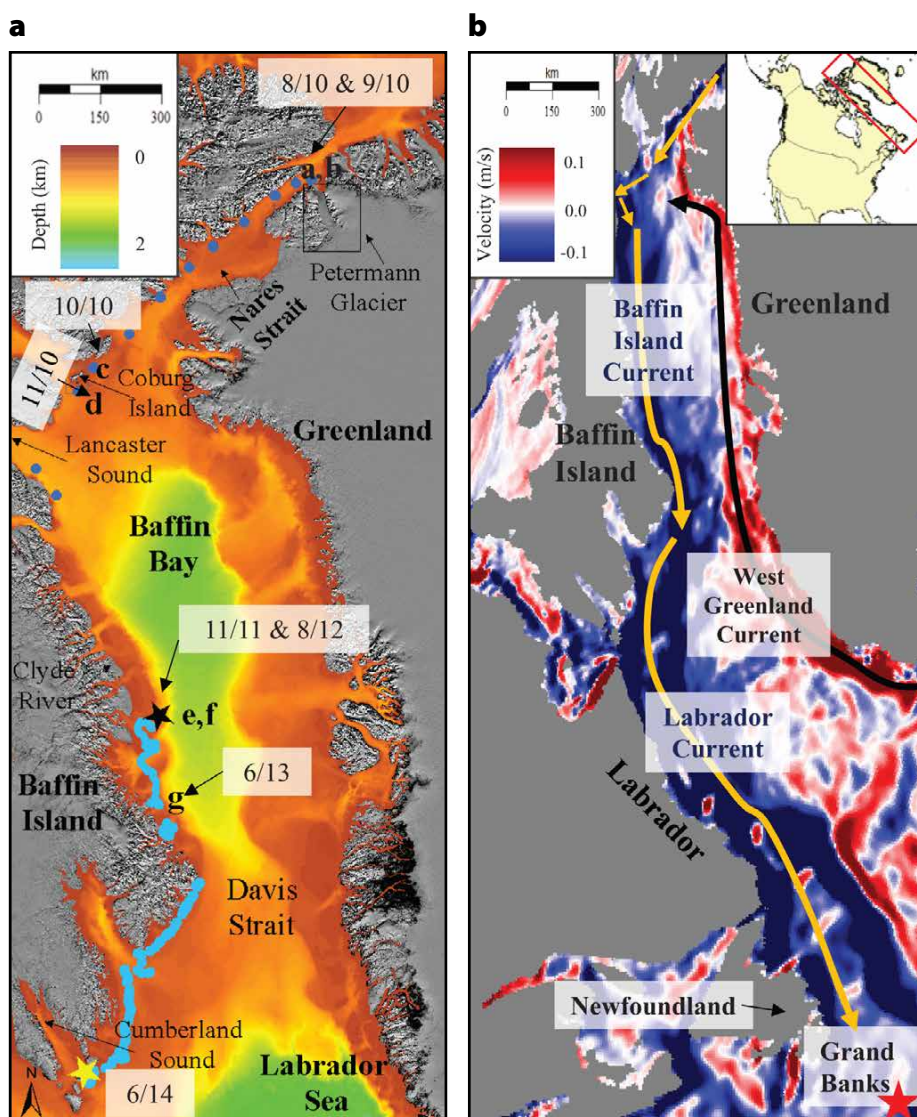 a
km
0 150 300
Depth (km)
0
2
8/10 & 9/10
a,b
Petermann
Glacier
Nares
Strait
10/10
11/10
c
d
Coburg
Island
Greenland
Lancaster
Sound
Baffin
Bay
11/11 & 8/12
Clyde
River
e,f
6/13
g
Baffin
Island
Davis
Strait
Cumberland
Sound
6/14
Labrador
Sea
N
b
km
0 150 300
Velocity (m/s)
0.1
0.0
-0.1
Greenland
Baffin
Island
Current
Baffin
Island
West
Greenland
Current
Labrador
Current
Labrador
Newfoundland
Grand
Banks